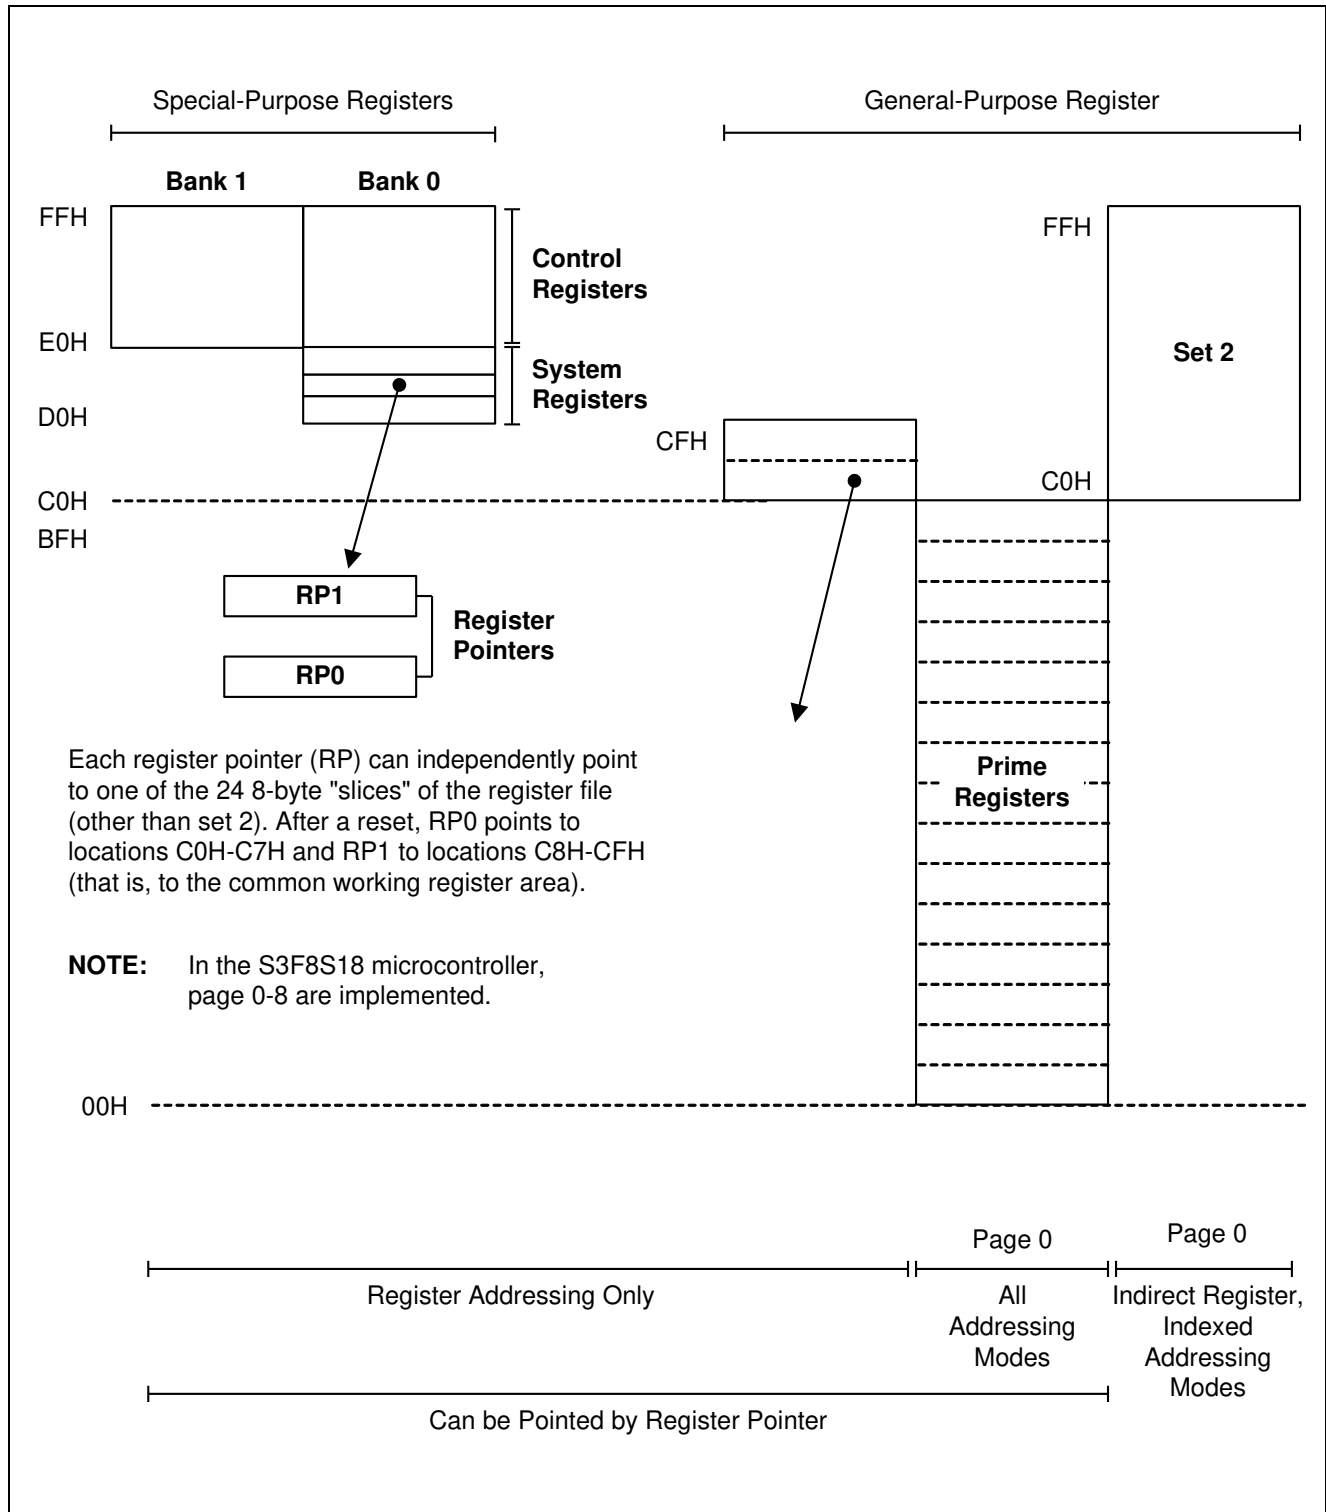 Special-Purpose Registers
General-Purpose Register
Bank 1
Bank 0
FFH
FFH
Control
Registers
E0H
Set 2
System
Registers
D0H
CFH
C0H
C0H
BFH
RP1
Register
Pointers
RP0
Each register pointer (RP) can independently point
to one of the 24 8-byte "slices" of the register file
(other than set 2). After a reset, RP0 points to
locations C0H-C7H and RP1 to locations C8H-CFH
(that is, to the common working register area).
Prime
Registers
NOTE: In the S3F8S18 microcontroller,
page 0-8 are implemented.
00H
Page 0
Page 0
Register Addressing Only
All
Addressing
Modes
Indirect Register,
Indexed
Addressing
Modes
Can be Pointed by Register Pointer